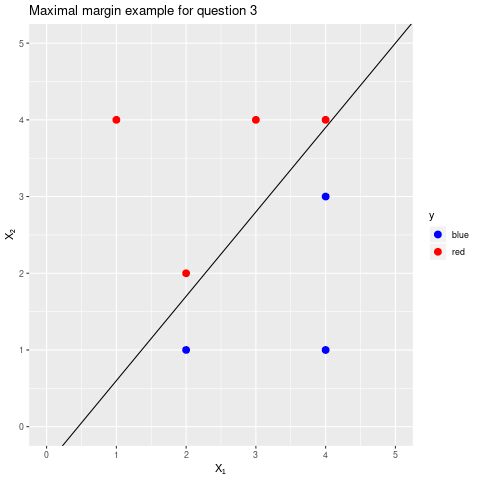 Maximal margin example for question 3
5
4
3
2
1
0
X₂
0 1 2 3 4 5
X₁
y
blue
red